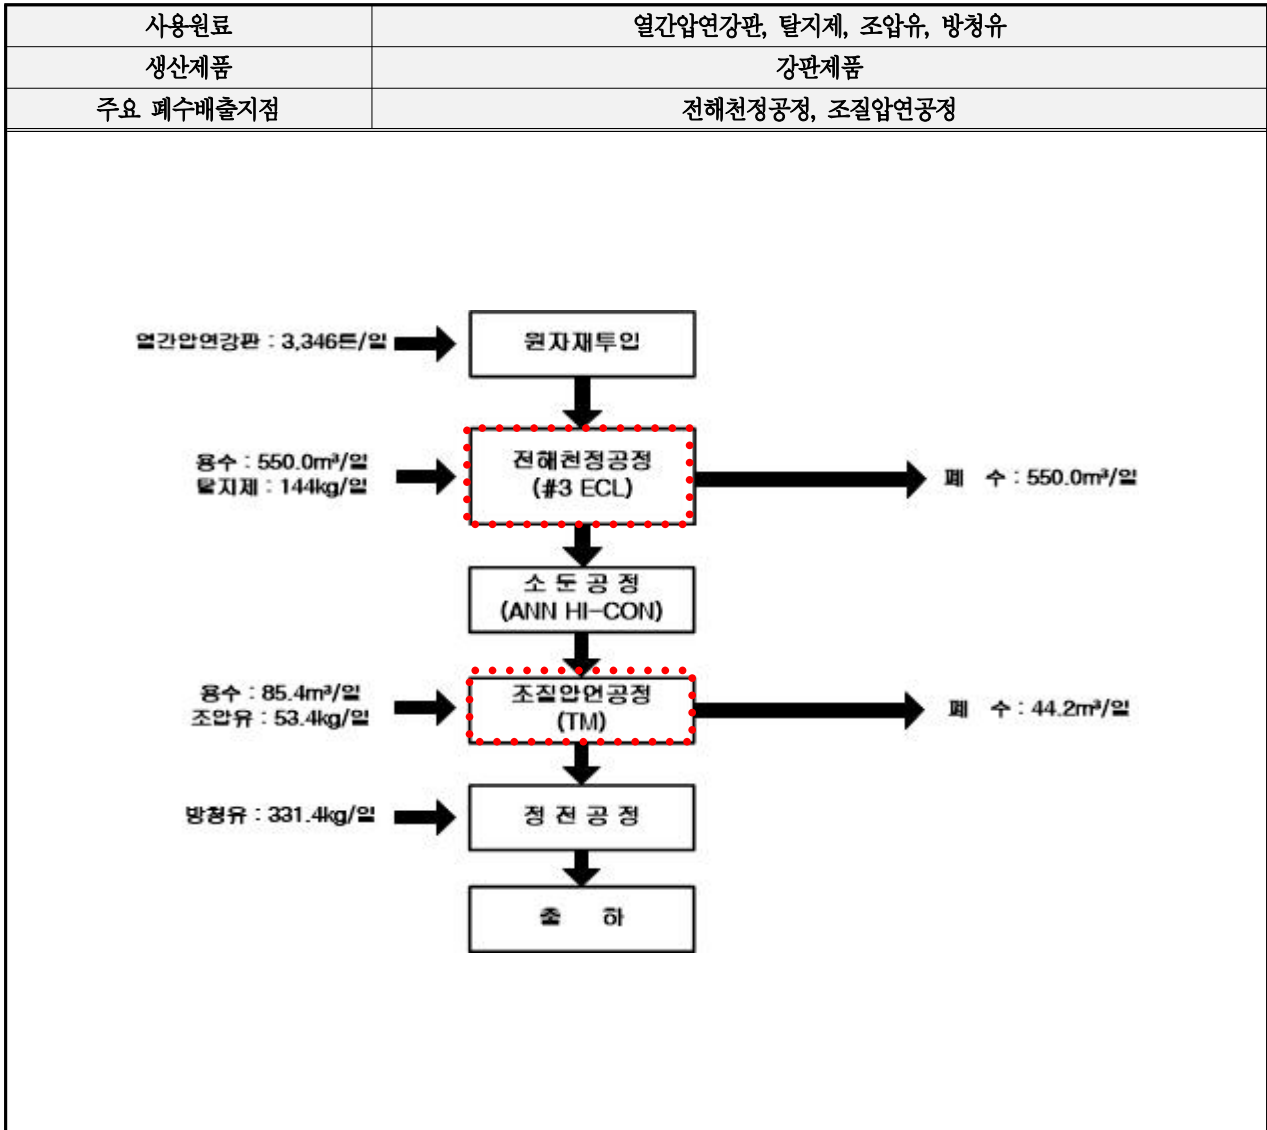 사용원료 열간압연강판, 탈지제, 조압유, 방청유
생산제품 강판제품
주요 폐수배출지점 전해천정공정, 조질압연공정
열간압연강판 : 3,346톤/일
원자재투입
용수 : 550.0m³/일
탈지제 : 144kg/일
전해천정공정
(#3 ECL)
폐 수 : 550.0m³/일
소 둔 공 정
(ANN HI-CON)
용수 : 85.4m³/일
조압유 : 53.4kg/일
조질압연공정
(TM)
폐 수 : 44.2m³/일
방청유 : 331.4kg/일
정 전 공 정
출 하